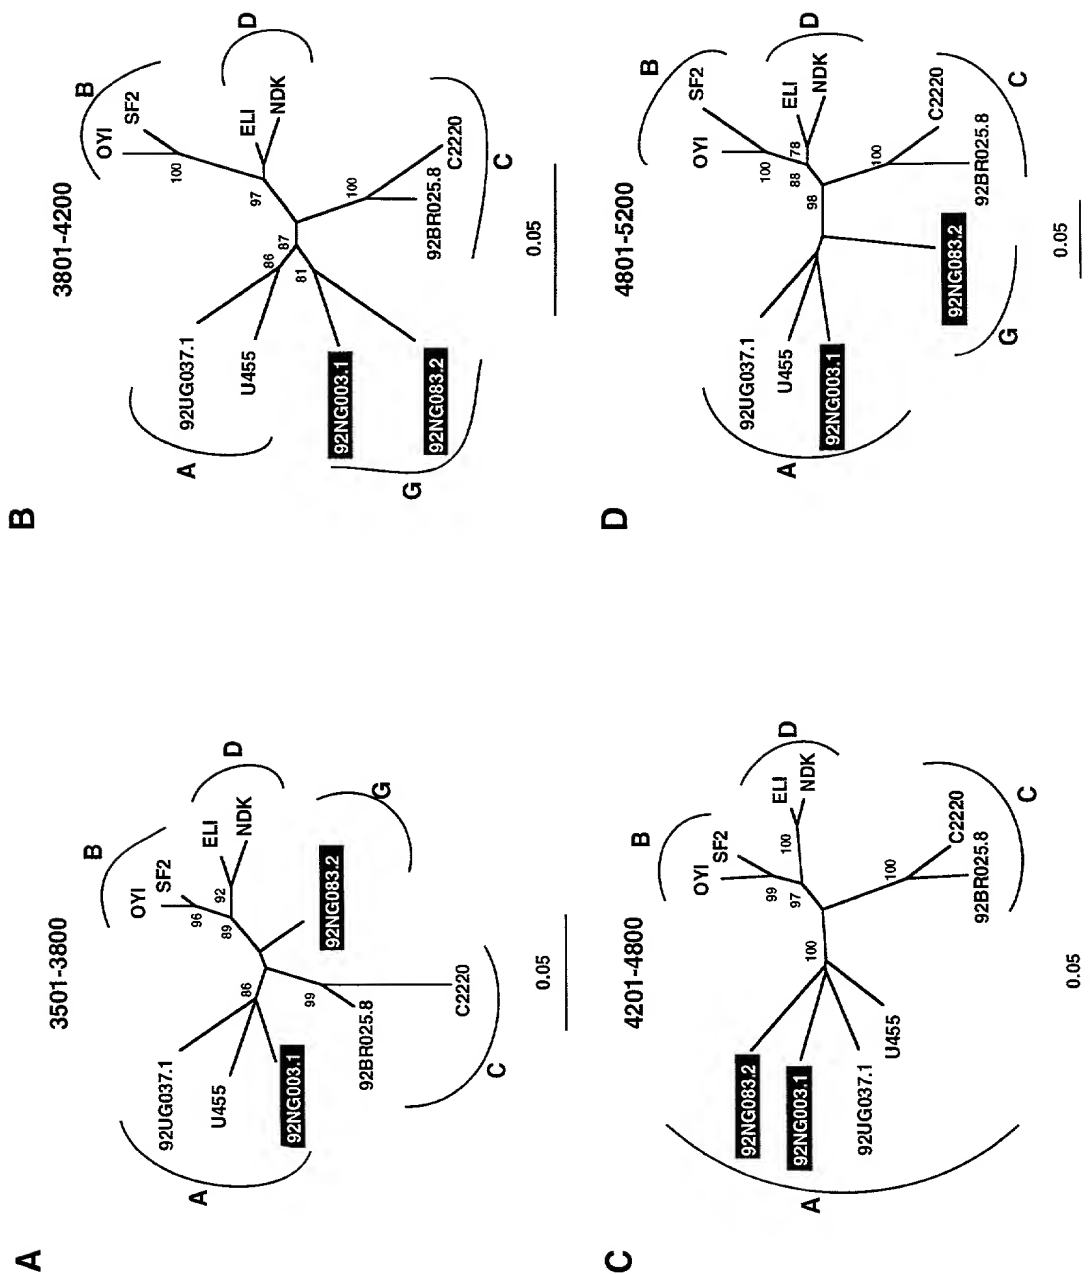 A
3501-3800
A
92UG037.1
U455
92NG003.1
86
B
OYI
SF2
96
89
92
ELI
NDK
D
G
92NG083.2
99
92BR025.8
C2220
C
0.05
B
3801-4200
A
92UG037.1
U455
86
87
81
92NG003.1
92NG083.2
G
B
OYI
SF2
100
97
D
ELI
NDK
100
92BR025.8
C2220
C
0.05
C
4201-4800
A
92NG083.2
92NG003.1
92UG037.1
U455
100
B
OYI
SF2
99
97
100
ELI
NDK
D
100
C2220
92BR025.8
C
0.05
D
4801-5200
A
92UG037.1
U455
92NG003.1
B
OYI
SF2
100
88
78
98
ELI
NDK
D
100
C2220
92BR025.8
C
92NG083.2
G
0.05